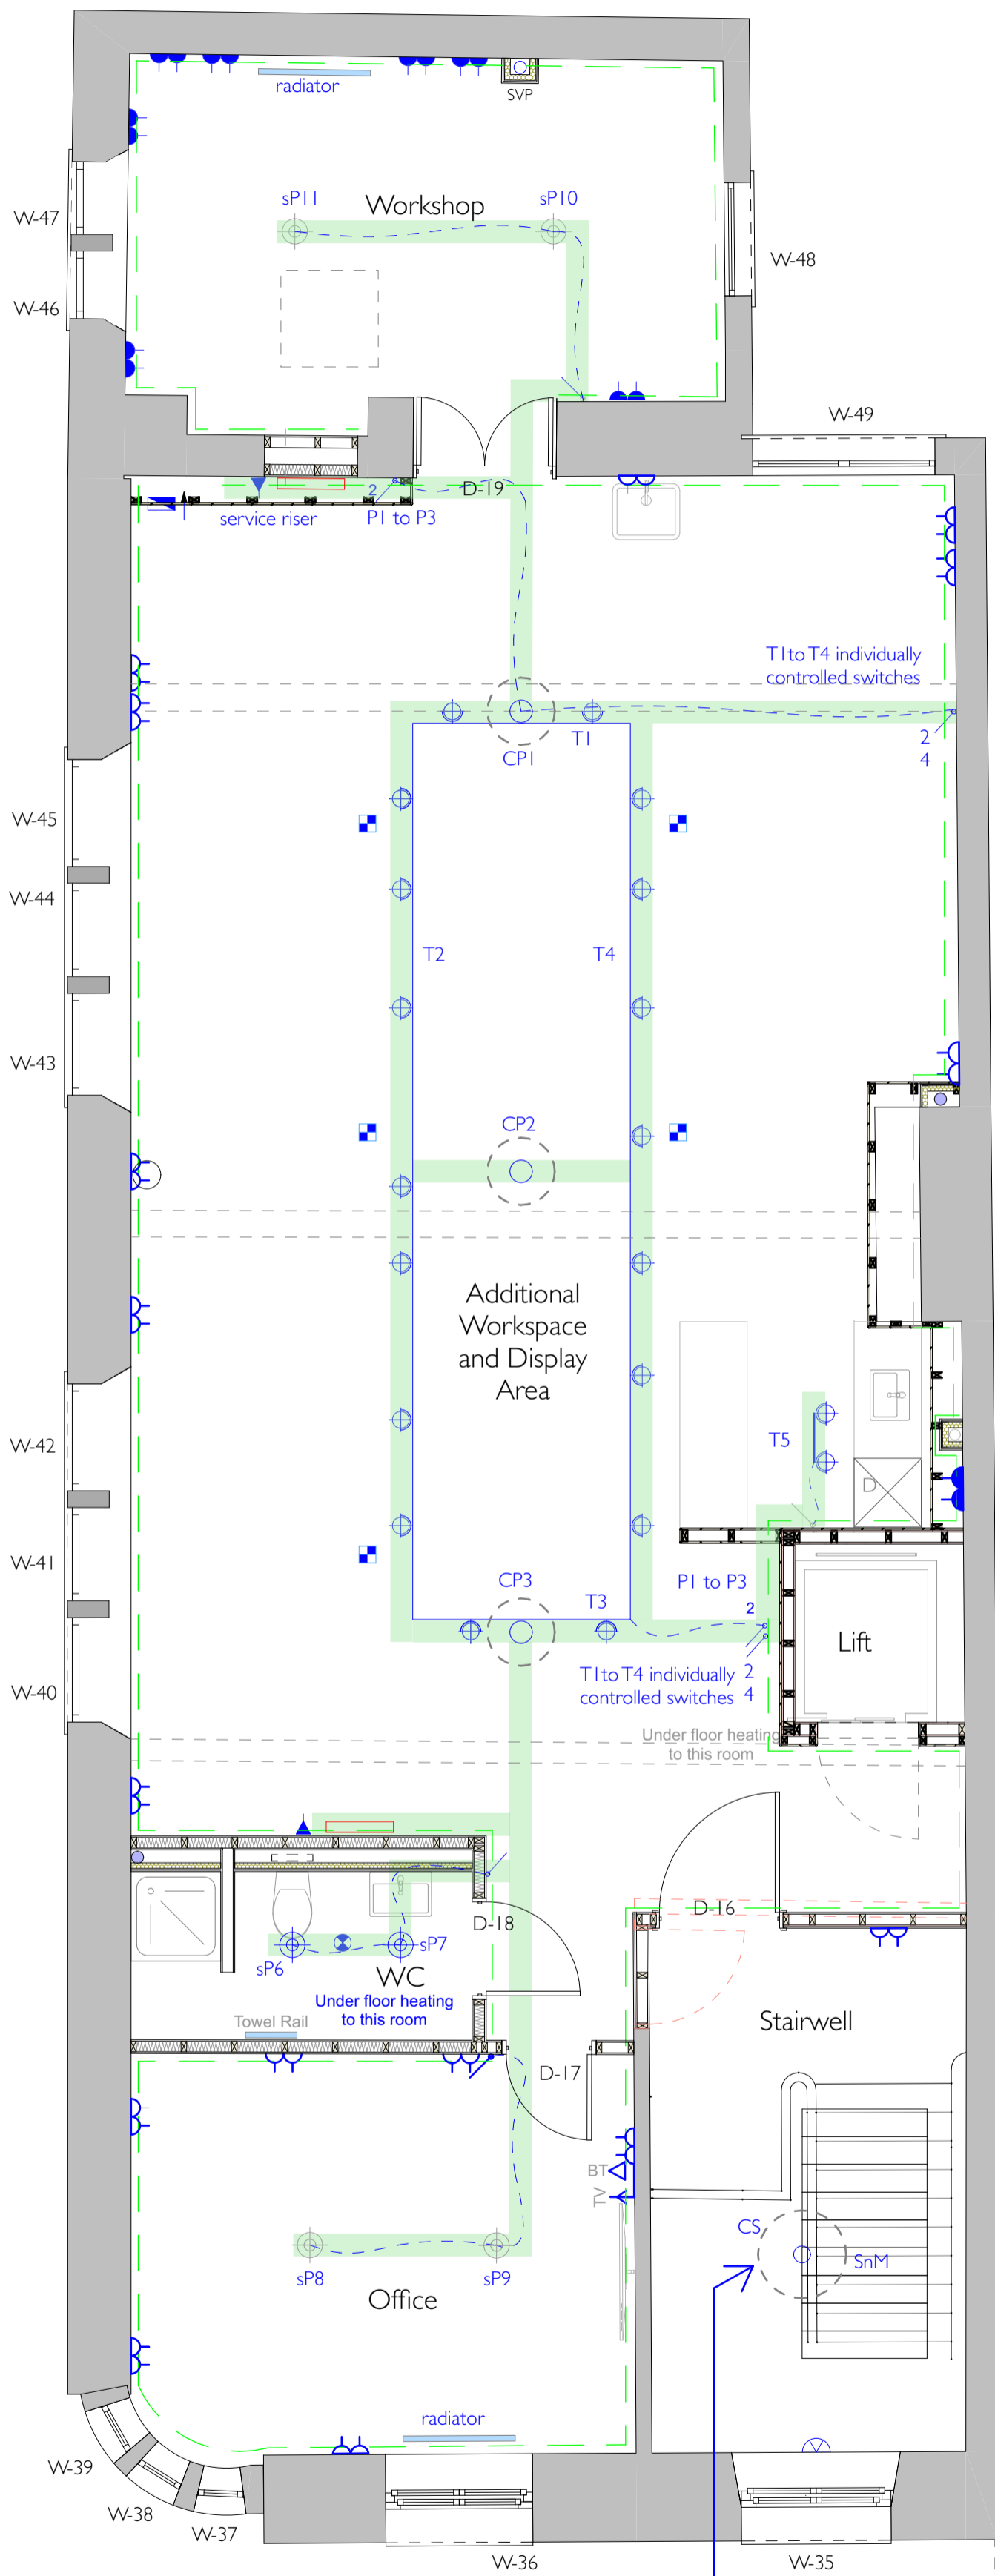 radiator
SVP
W-47
sP11
Workshop
sP10
W-48
W-46
W-49
2
D-19
service riser
P1 to P3
T1to T4 individually
controlled switches
T1
2
CP1
4
W-45
W-44
T2
T4
W-43
CP2
Additional
Workspace
and Display
Area
T5
W-42
D
W-41
CP3
P1 to P3
T3
2
Lift
T1to T4 individually
controlled switches
2
4
W-40
Under floor heating
to this room
D-16
D-18
sP7
sP6
WC
Under floor heating
to this room
Towel Rail
Stairwell
D-17
BT
TV
CS
SnM
sP8
sP9
Office
radiator
W-39
W-38
W-37
W-36
W-35